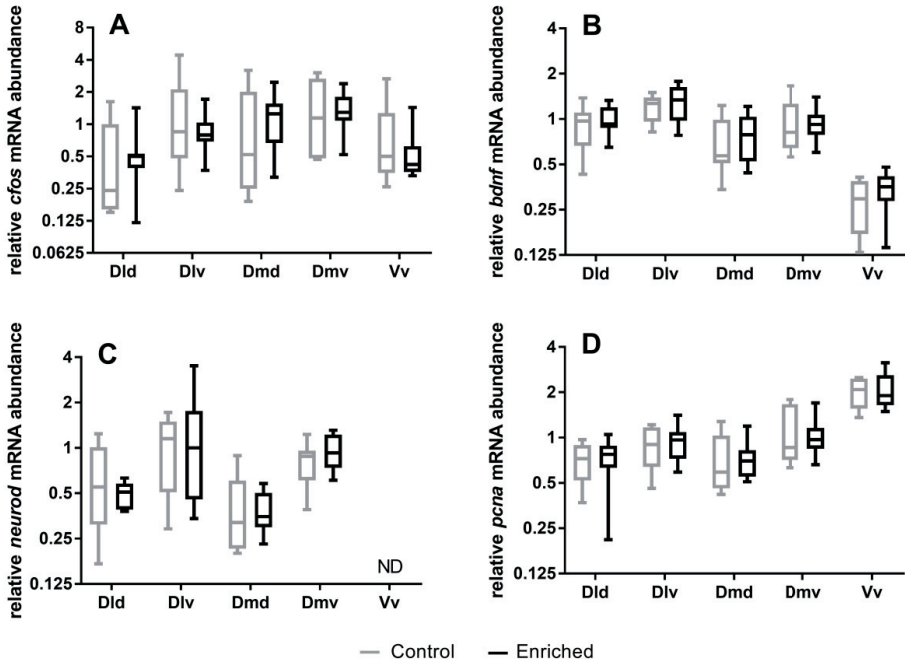 A
relative cfos mRNA abundance
8
4
2
1
0.5
0.25
0.125
0.0625
Dld Dlv Dmd Dmv Vv
B
relative bdnf mRNA abundance
4
2
1
0.5
0.25
0.125
Dld Dlv Dmd Dmv Vv
C
relative neurod mRNA abundance
4
2
1
0.5
0.25
0.125
ND
Dld Dlv Dmd Dmv Vv
D
relative pcna mRNA abundance
4
2
1
0.5
0.25
0.125
Dld Dlv Dmd Dmv Vv
Control Enriched